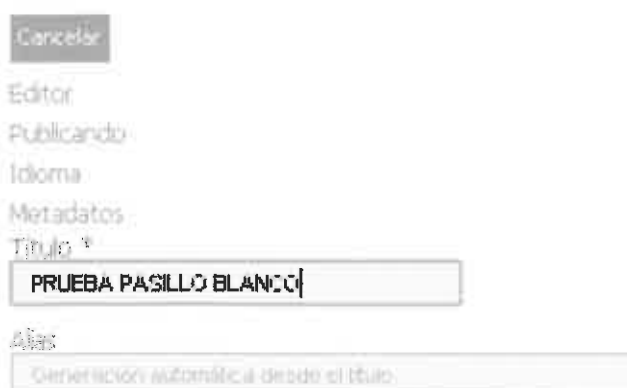 Cancelar
Editor
Publicando
Idioma
Metadatos
Título *
PRUEBA PASILLO BLANCO
Alias
Generación automática desde el título.